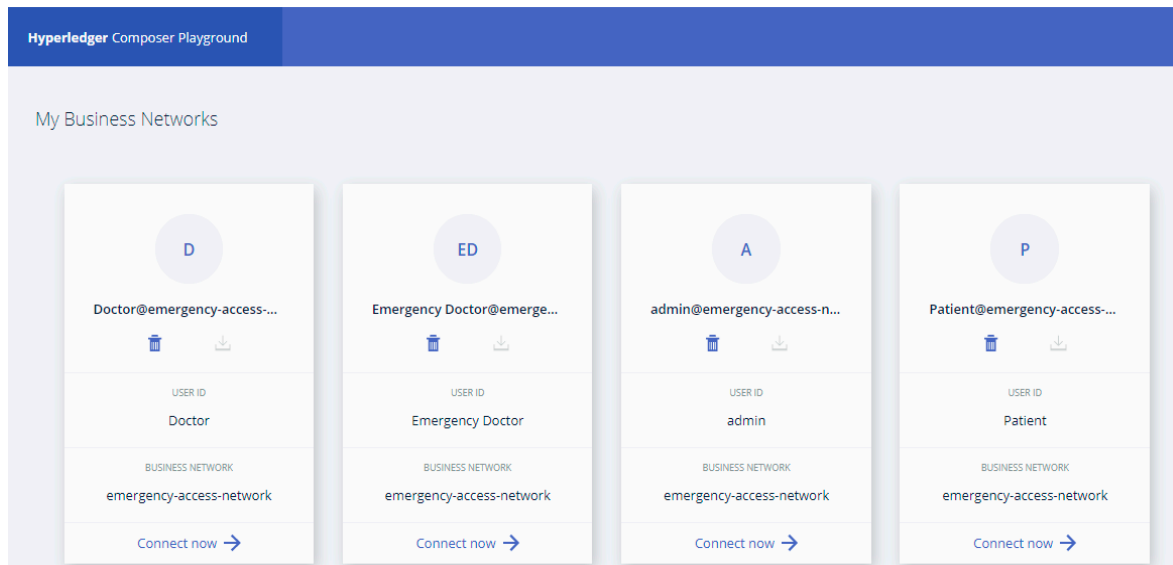 Hyperledger Composer Playground
My Business Networks
D
Doctor@emergency-access-...
USER ID
Doctor
BUSINESS NETWORK
emergency-access-network
Connect now
ED
Emergency Doctor@emerge...
USER ID
Emergency Doctor
BUSINESS NETWORK
emergency-access-network
Connect now
A
admin@emergency-access-n...
USER ID
admin
BUSINESS NETWORK
emergency-access-network
Connect now
P
Patient@emergency-access-...
USER ID
Patient
BUSINESS NETWORK
emergency-access-network
Connect now